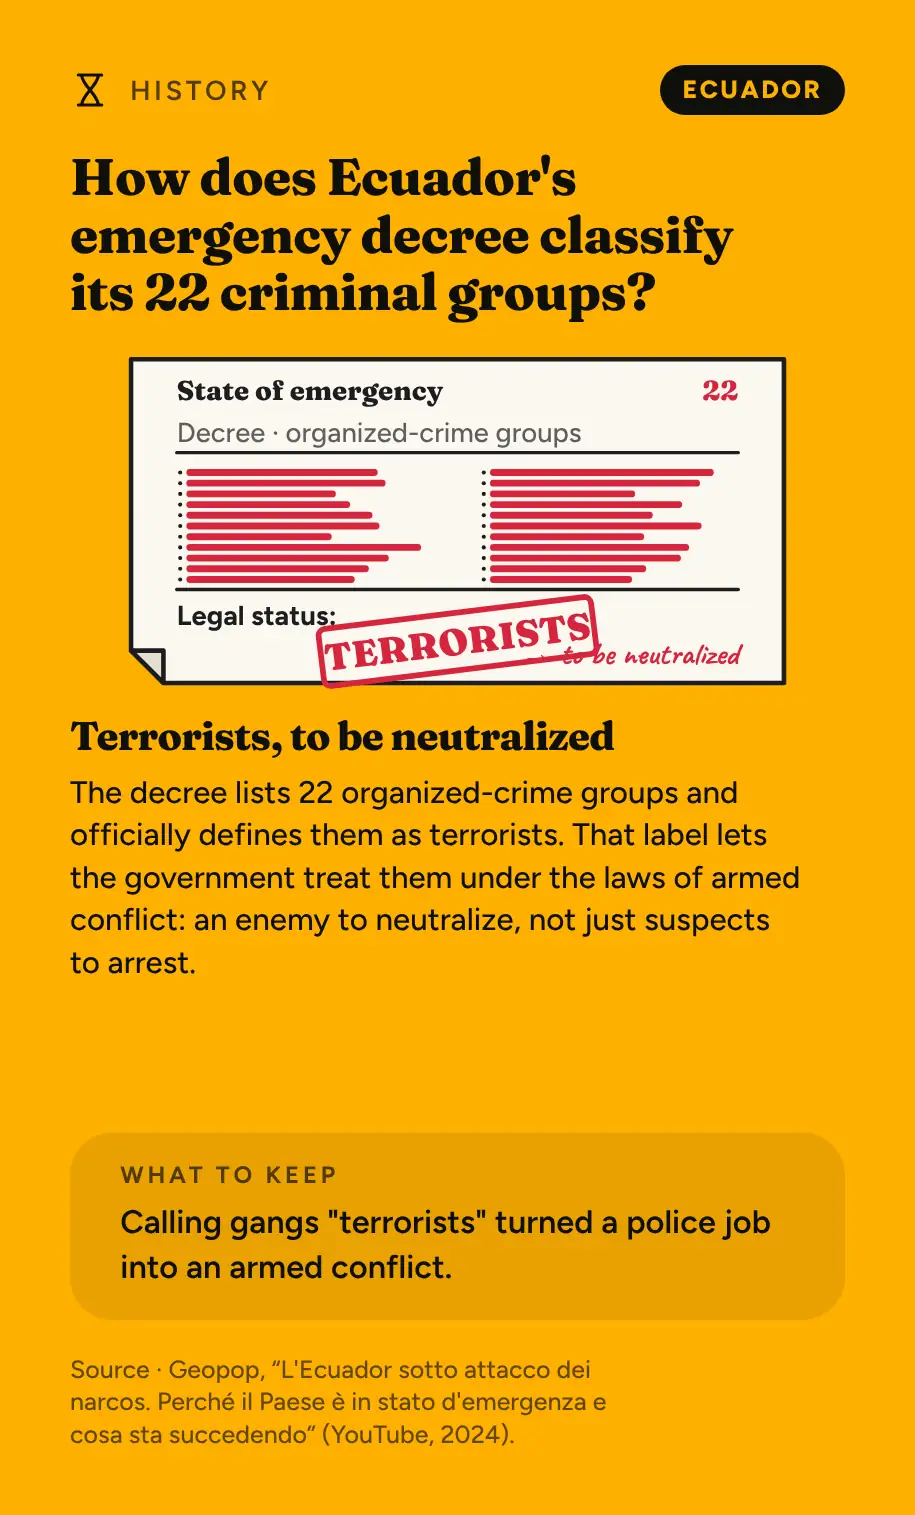 HISTORY
ECUADOR
How does Ecuador's
emergency decree classify
its 22 criminal groups?
State of emergency
22
Decree · organized-crime groups
Legal status:
TERRORISTS
→ to be neutralized
Terrorists, to be neutralized
The decree lists 22 organized-crime groups and
officially defines them as terrorists. That label lets
the government treat them under the laws of armed
conflict: an enemy to neutralize, not just suspects
to arrest.
WHAT TO KEEP
Calling gangs "terrorists" turned a police job
into an armed conflict.
Source · Geopop, “L'Ecuador sotto attacco dei
narcos. Perché il Paese è in stato d'emergenza e
cosa sta succedendo” (YouTube, 2024).